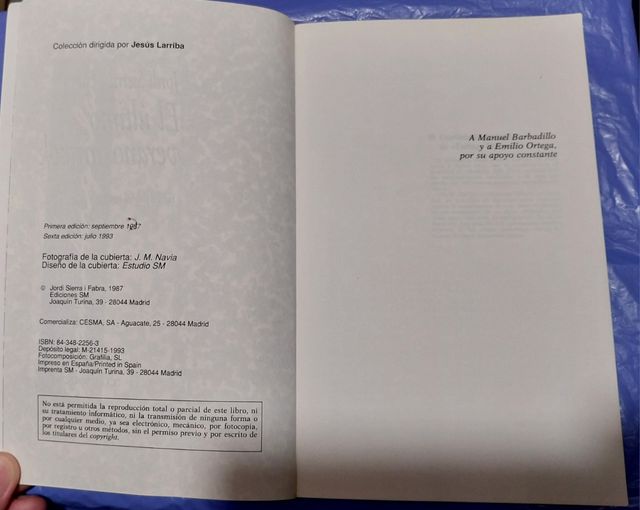 Colección dirigida por Jesús Larriba
Primera edición: septiembre 1987
Sexta edición: julio 1993
Fotografía de la cubierta: J. M. Navia
Diseño de la cubierta: Estudio SM
© Jordi Sierra i Fabra, 1987
Ediciones SM
Joaquín Turina, 39 - 28044 Madrid
Comercializa: CESMA, SA - Aguacate, 25 - 28044 Madrid
ISBN: 84-348-2256-3
Depósito legal: M-21415-1993
Fotocomposición: Grafilia, SL
Impreso en España/Printed in Spain
Imprenta SM - Joaquín Turina, 39 - 28044 Madrid
No está permitida la reproducción total o parcial de este libro, ni
su tratamiento informático, ni la transmisión de ninguna forma o
por cualquier medio, ya sea electrónico, mecánico, por fotocopia,
por registro u otros métodos, sin el permiso previo y por escrito de
los titulares del copyright.
A Manuel Barbadillo
y a Emilio Ortega,
por su apoyo constante